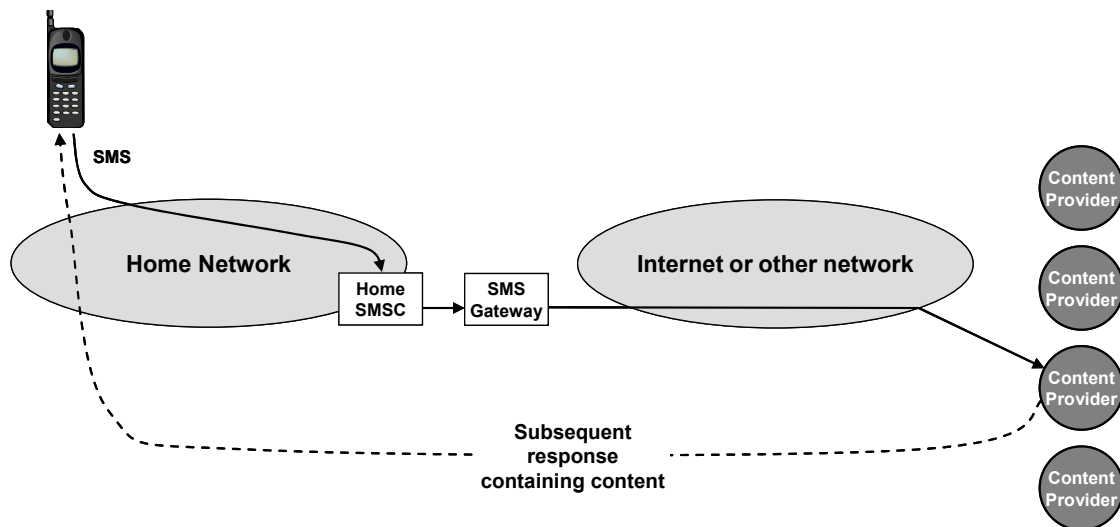 SMS
Home Network
Home
SMSC
SMS
Gateway
Internet or other network
Content
Provider
Content
Provider
Content
Provider
Content
Provider
Subsequent
response
containing content